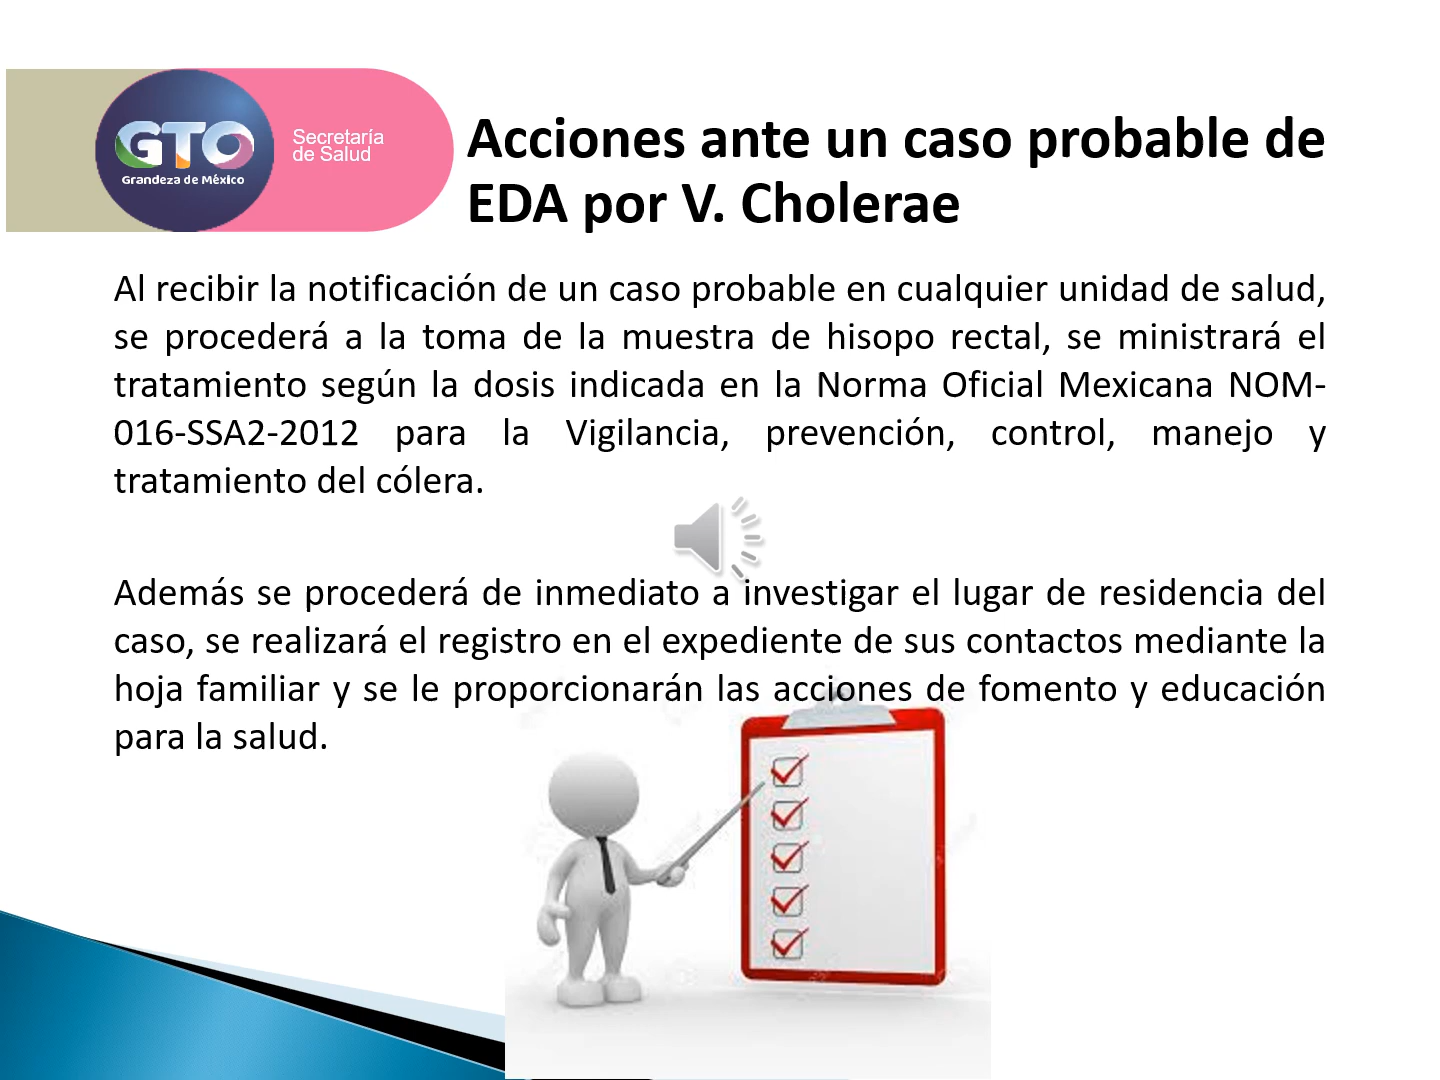 GTO
Grandeza de México
Secretaría
de Salud
Acciones ante un caso probable de
EDA por V. Cholerae
Al recibir la notificación de un caso probable en cualquier unidad de salud,
se procederá a la toma de la muestra de hisopo rectal, se ministrará el
tratamiento según la dosis indicada en la Norma Oficial Mexicana NOM-
016-SSA2-2012 para la Vigilancia, prevención, control, manejo y
tratamiento del cólera.
Además se procederá de inmediato a investigar el lugar de residencia del
caso, se realizará el registro en el expediente de sus contactos mediante la
hoja familiar y se le proporcionarán las acciones de fomento y educación
para la salud.